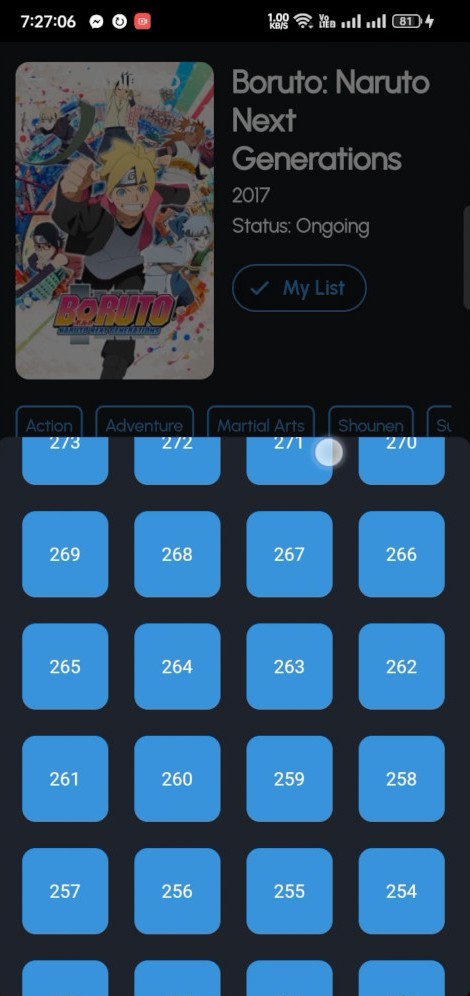 7:27:06
1.00
KB/S
Vo
LTE
81
Boruto: Naruto
Next
Generations
2017
Status: Ongoing
My List
BORUTO
NARUTO NEXT GENERATIONS
Action
Adventure
Martial Arts
Shounen
Su
273
272
271
270
269
268
267
266
265
264
263
262
261
260
259
258
257
256
255
254